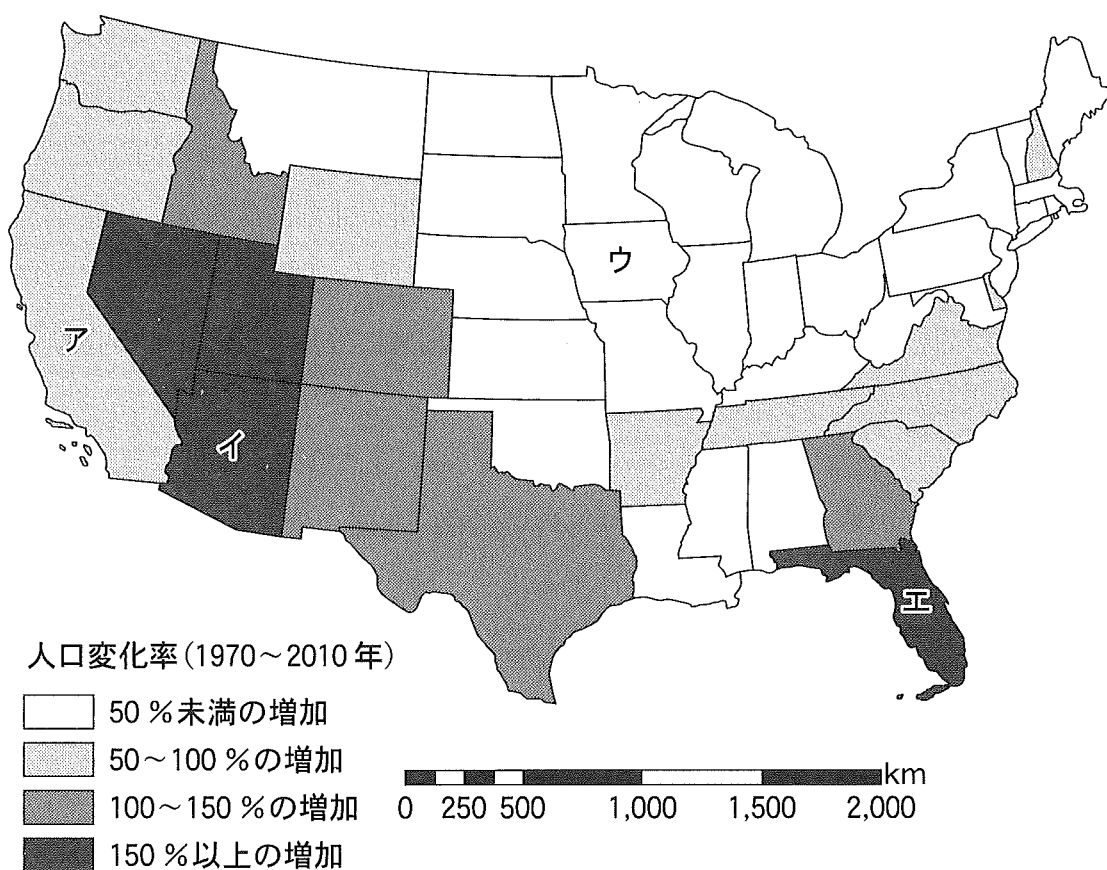 ウ
ア
イ
エ
人口変化率(1970～2010年)
50％未満の増加
50～100％の増加
100～150％の増加
150％以上の増加
km
0 250 500 1,000 1,500 2,000